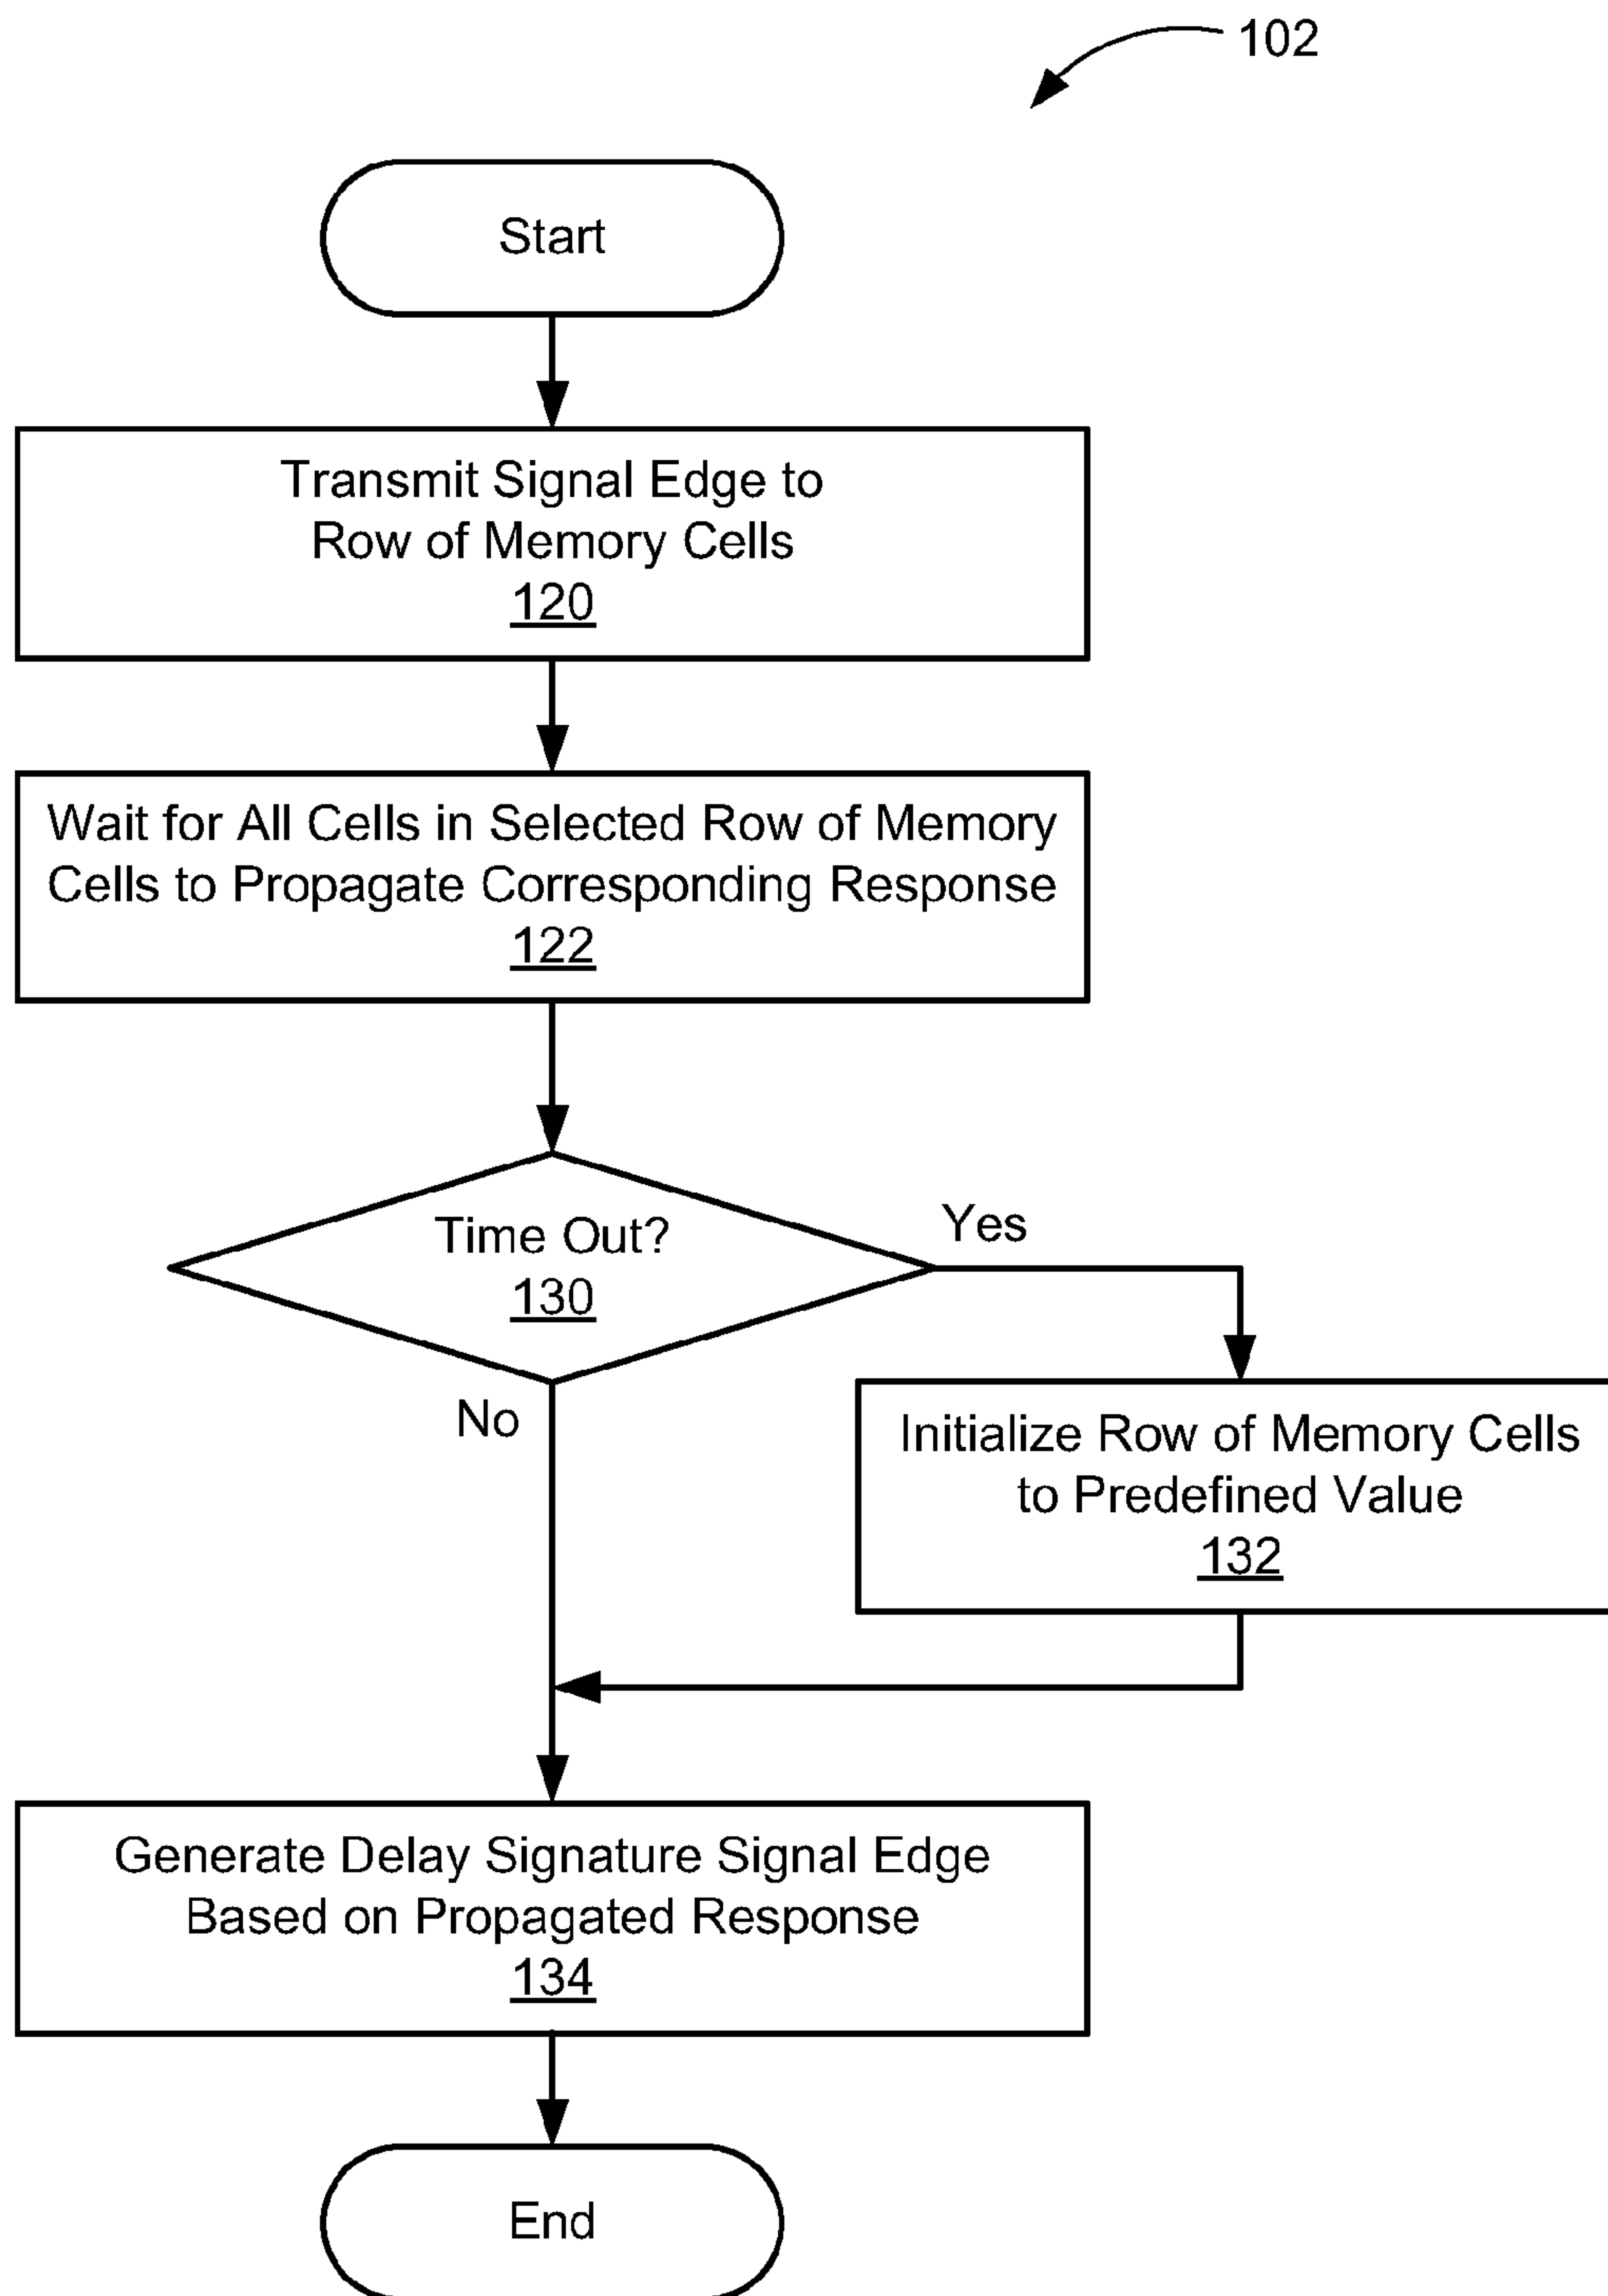 102
Start
Transmit Signal Edge to
Row of Memory Cells
120
Wait for All Cells in Selected Row of Memory
Cells to Propagate Corresponding Response
122
Time Out?
130
Yes
No
Initialize Row of Memory Cells
to Predefined Value
132
Generate Delay Signature Signal Edge
Based on Propagated Response
134
End